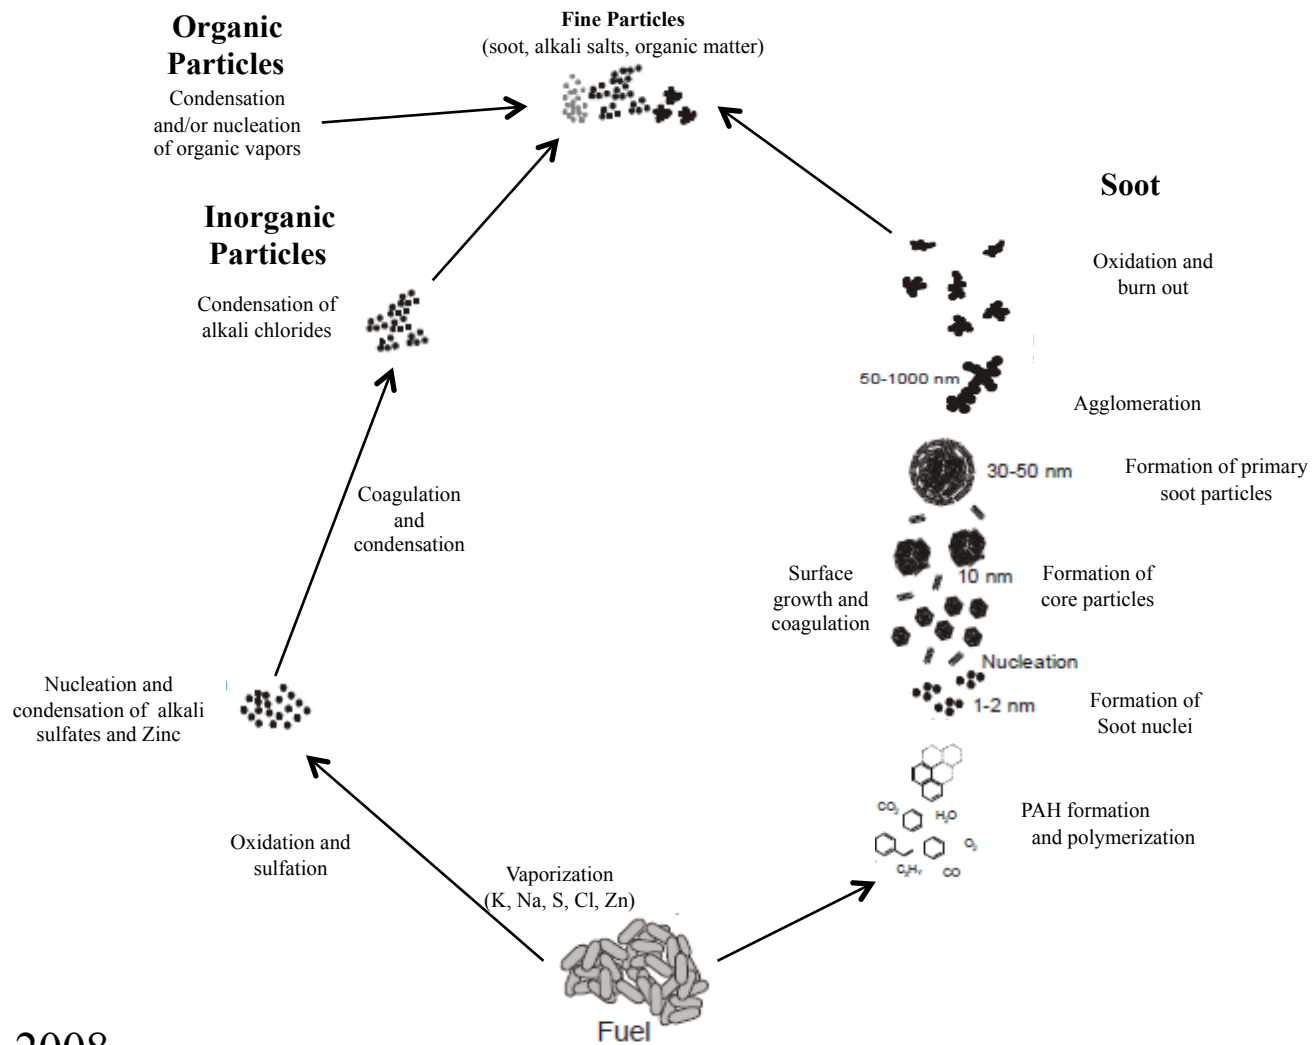 Organic
Particles
Condensation
and/or nucleation
of organic vapors
Fine Particles
(soot, alkali salts, organic matter)
Inorganic
Particles
Condensation of
alkali chlorides
Soot
Oxidation and
burn out
50-1000 nm
Agglomeration
30-50 nm
Formation of primary
soot particles
Coagulation
and
condensation
Surface
growth and
coagulation
10 nm
Formation of
core particles
Nucleation
1-2 nm
Formation of
Soot nuclei
Nucleation and
condensation of alkali
sulfates and Zinc
CO2
H2O
O2
CO
PAH formation
and polymerization
Oxidation and
sulfation
Vaporization
(K, Na, S, Cl, Zn)
Fuel
2008